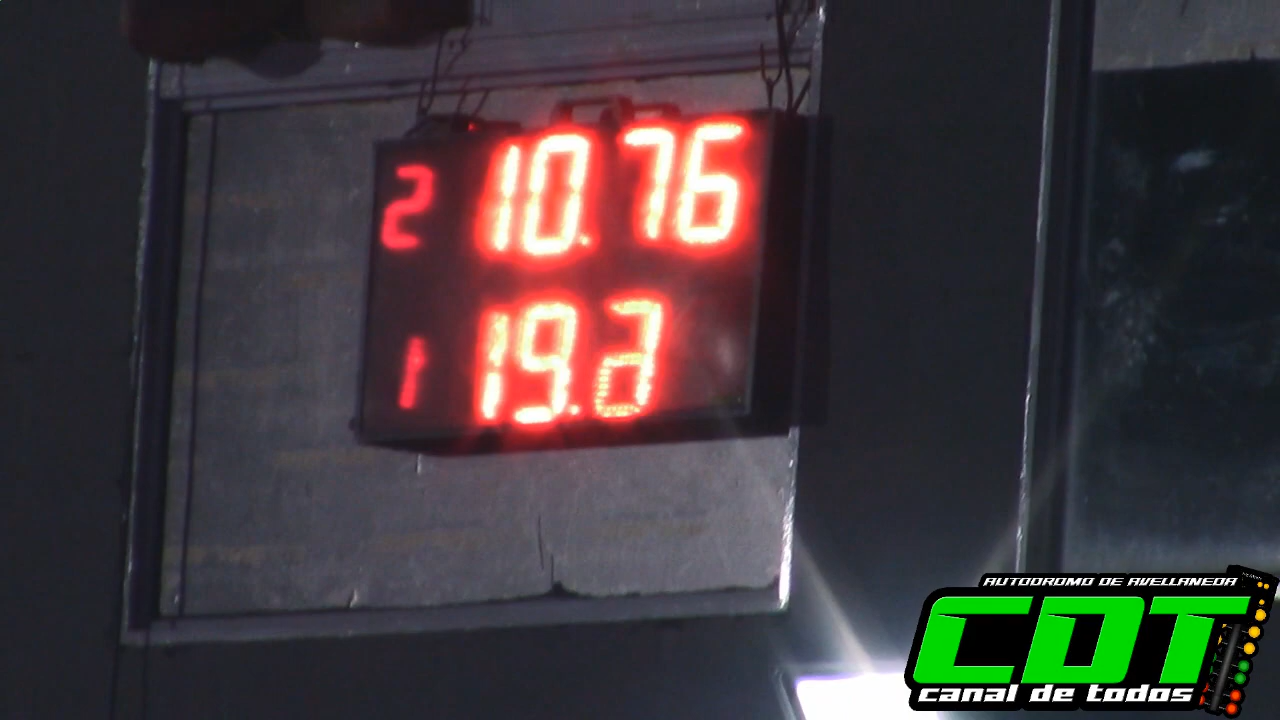 2 10.76
1 19.2
AUTODROMO DE AVELLANEDA
CDT
canal de todos